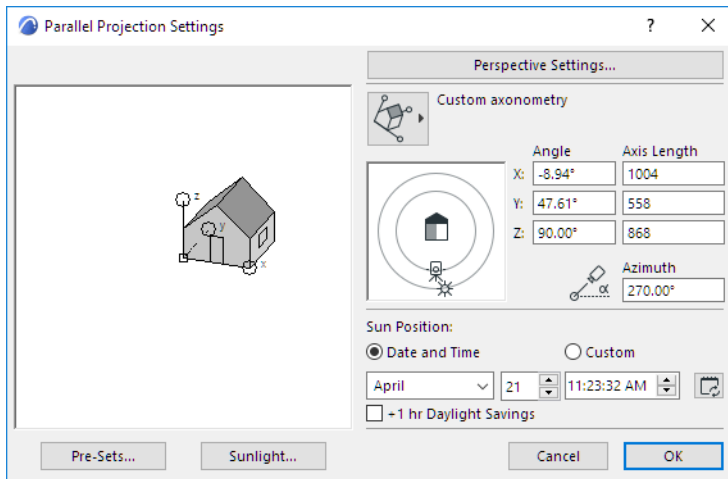 Parallel Projection Settings
?
Perspective Settings...
Custom axonometry
Angle Axis Length
X: -8.94° 1004
Y: 47.61° 558
Z: 90.00° 868
Azimuth
α 270.00°
z
y
x
Sun Position:
Date and Time Custom
April 21 11:23:32 AM
+1 hr Daylight Savings
Pre-Sets... Sunlight... Cancel OK